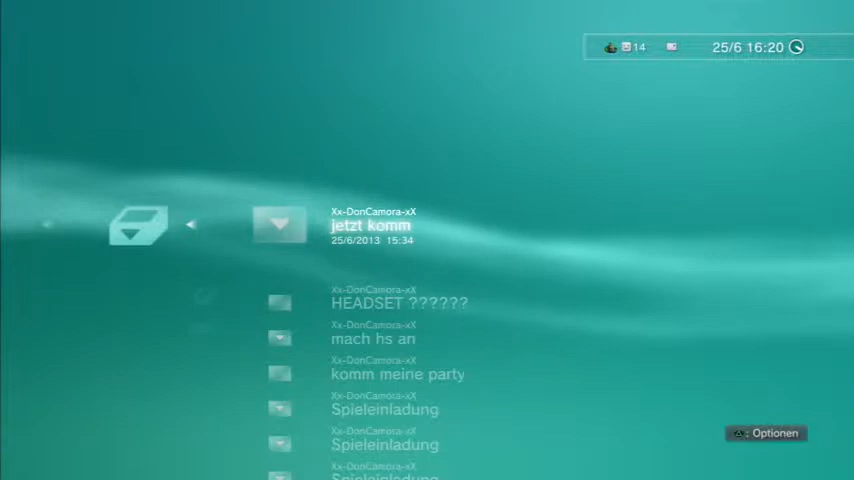 14
25/6 16:20
Xx-DonCamora-xX
jetzt komm
25/6/2013 15:34
Xx-DonCamora-xX
HEADSET ??????
Xx-DonCamora-xX
mach hs an
Xx-DonCamora-xX
komm meine party
Xx-DonCamora-xX
Spieleinladung
Xx-DonCamora-xX
Spieleinladung
Xx-DonCamora-xX
Spieleinladung
: Optionen